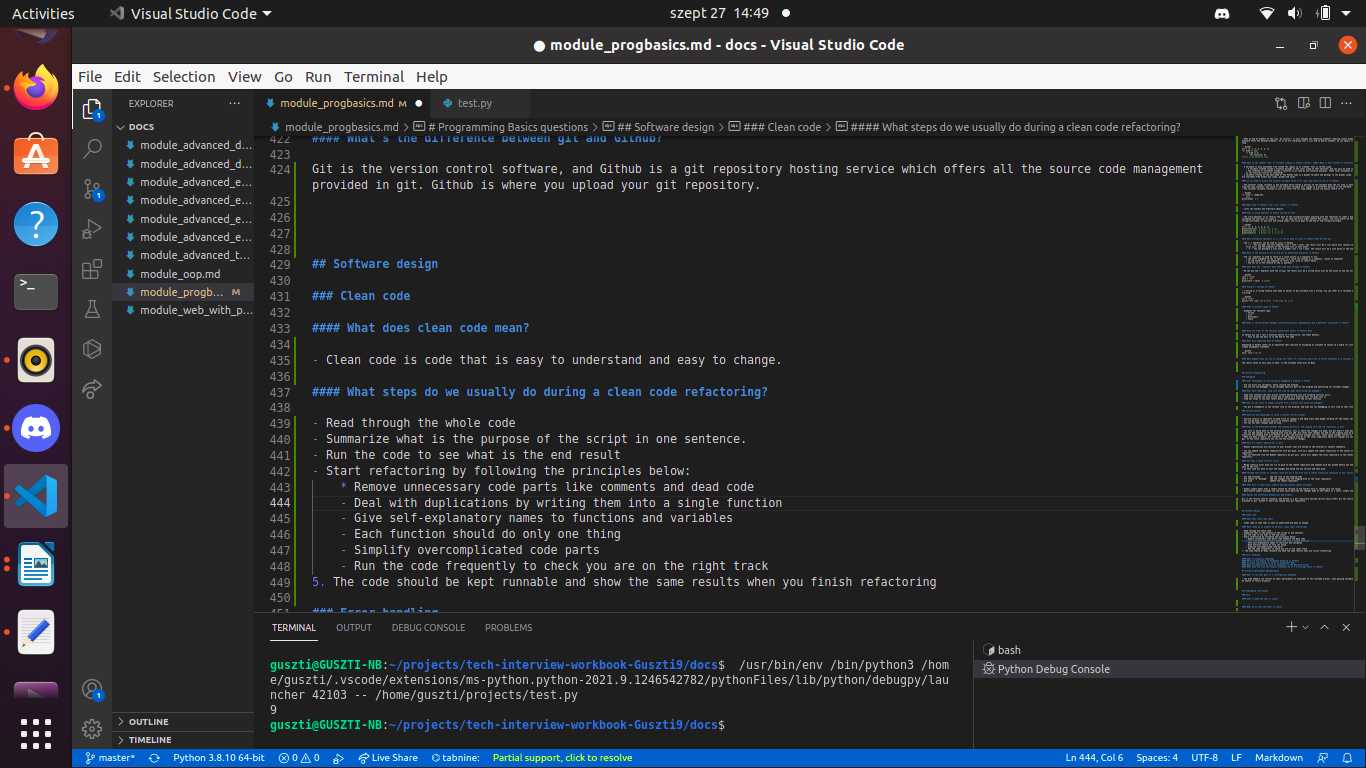 Activities
Visual Studio Code
szept 27 14:49
module_progbasics.md - docs - Visual Studio Code
File Edit Selection View Go Run Terminal Help
EXPLORER
DOCS
module_advanced_d...
module_advanced_d...
module_advanced_e...
module_advanced_e...
module_advanced_e...
module_advanced_e...
module_advanced_t...
module_oop.md
module_progb... M
module_web_with_p...
OUTLINE
TIMELINE
module_progbasics.md M
test.py
module_progbasics.md > # Programming Basics questions > ## Software design > ### Clean code > #### What steps do we usually do during a clean code refactoring?
422 #### What's the difference between git and Github?
423
424 Git is the version control software, and Github is a git repository hosting service which offers all the source code management
provided in git. Github is where you upload your git repository.
425
426
427
428
429 ## Software design
430
431 ### Clean code
432
433 #### What does clean code mean?
434
435 - Clean code is code that is easy to understand and easy to change.
436
437 #### What steps do we usually do during a clean code refactoring?
438
439 - Read through the whole code
440 - Summarize what is the purpose of the script in one sentence.
441 - Run the code to see what is the end result
442 - Start refactoring by following the principles below:
443 * Remove unnecessary code parts like comments and dead code
444 - Deal with duplications by writing them into a single function
445 - Give self-explanatory names to functions and variables
446 - Each function should do only one thing
447 - Simplify overcomplicated code parts
448 - Run the code frequently to check you are on the right track
449 5. The code should be kept runnable and show the same results when you finish refactoring
450
451 ### Error handling
TERMINAL OUTPUT DEBUG CONSOLE PROBLEMS
guszti@GUSZTI-NB:~/projects/tech-interview-workbook-Guszti9/docs$ /usr/bin/env /bin/python3 /hom
e/guszti/.vscode/extensions/ms-python.python-2021.9.1246542782/pythonFiles/lib/python/debugpy/lau
ncher 42103 -- /home/guszti/projects/test.py
9
guszti@GUSZTI-NB:~/projects/tech-interview-workbook-Guszti9/docs$
bash
Python Debug Console
master* Python 3.8.10 64-bit 0 0 Live Share tabnine: Partial support, click to resolve Ln 444, Col 6 Spaces: 4 UTF-8 LF Markdown